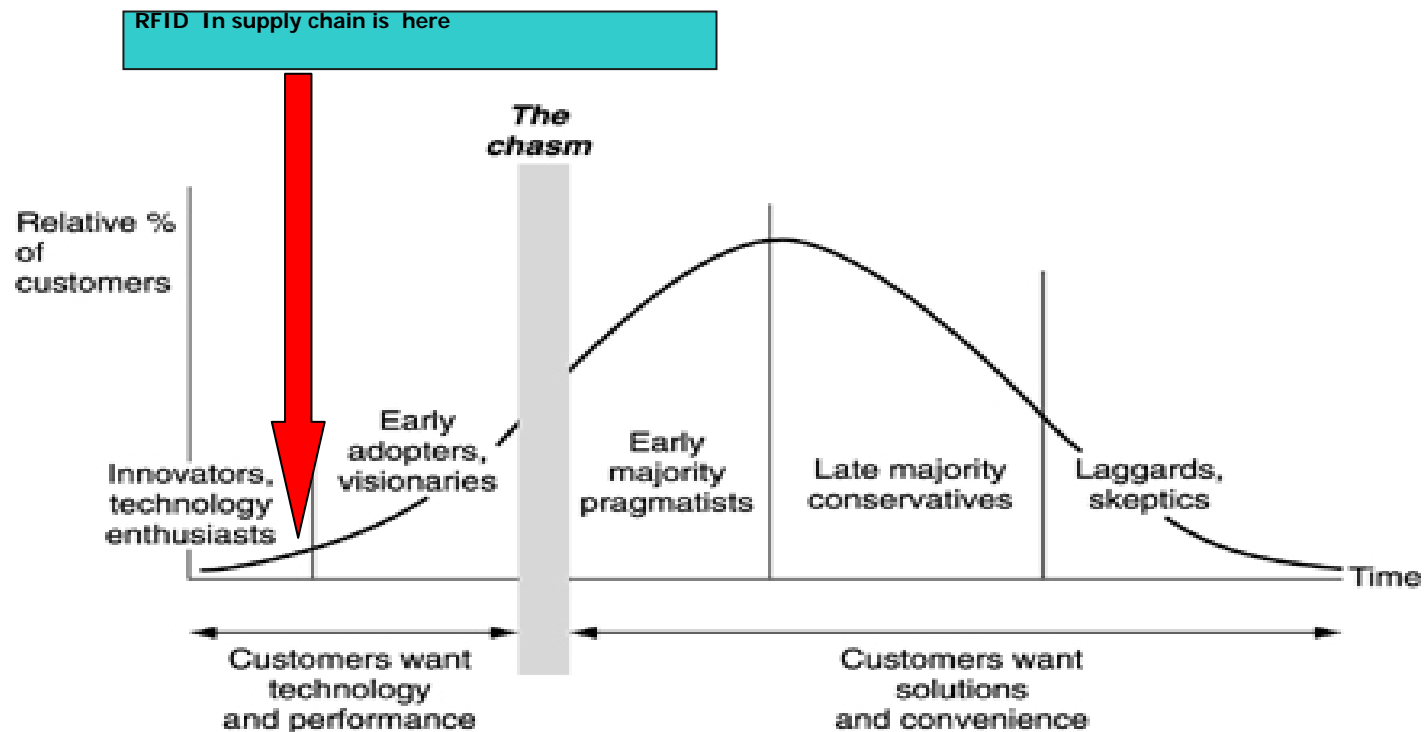 RFID In supply chain is here
The
chasm
Relative %
of
customers
Innovators,
technology
enthusiasts
Early
adopters,
visionaries
Early
majority
pragmatists
Late majority
conservatives
Laggards,
skeptics
Time
Customers want
technology
and performance
Customers want
solutions
and convenience